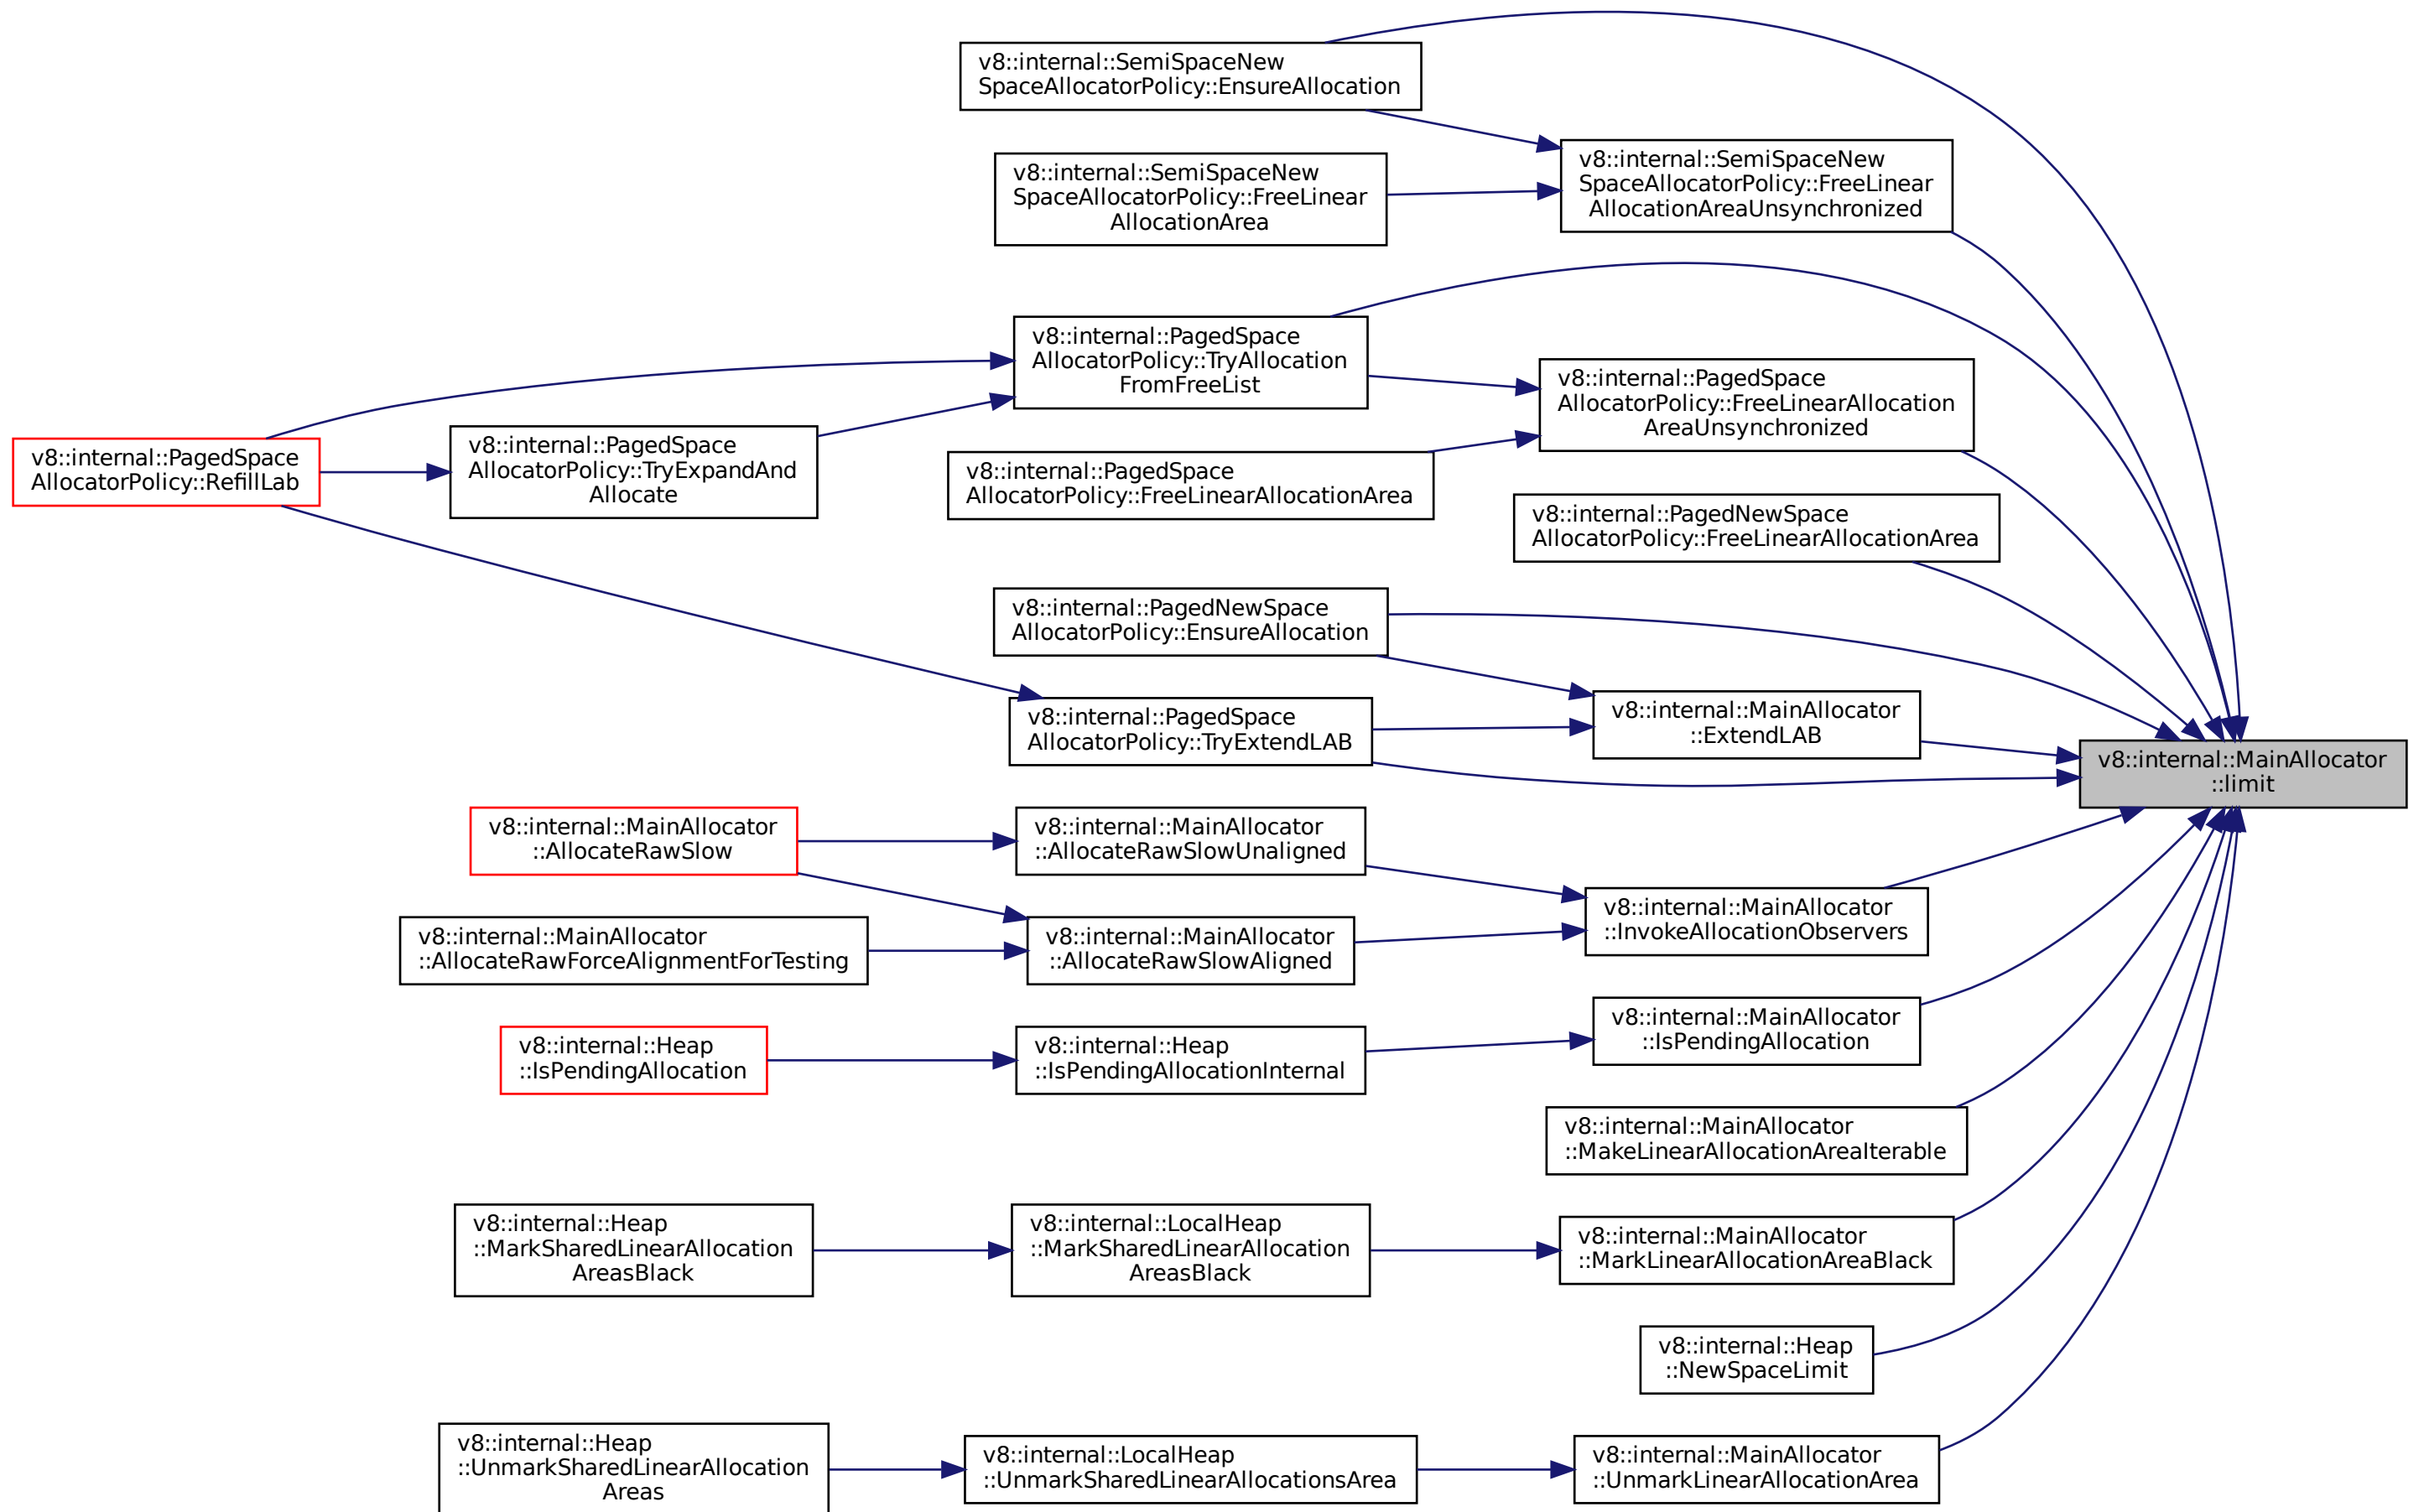 v8::internal::SemiSpaceNew
SpaceAllocatorPolicy::EnsureAllocation
v8::internal::SemiSpaceNew
SpaceAllocatorPolicy::FreeLinear
AllocationAreaUnsynchronized
v8::internal::SemiSpaceNew
SpaceAllocatorPolicy::FreeLinear
AllocationArea
v8::internal::PagedSpace
AllocatorPolicy::TryAllocation
FromFreeList
v8::internal::PagedSpace
AllocatorPolicy::FreeLinearAllocation
AreaUnsynchronized
v8::internal::PagedSpace
AllocatorPolicy::RefillLab
v8::internal::PagedSpace
AllocatorPolicy::TryExpandAnd
Allocate
v8::internal::PagedSpace
AllocatorPolicy::FreeLinearAllocationArea
v8::internal::PagedNewSpace
AllocatorPolicy::FreeLinearAllocationArea
v8::internal::PagedNewSpace
AllocatorPolicy::EnsureAllocation
v8::internal::PagedSpace
AllocatorPolicy::TryExtendLAB
v8::internal::MainAllocator
::ExtendLAB
v8::internal::MainAllocator
::limit
v8::internal::MainAllocator
::AllocateRawSlow
v8::internal::MainAllocator
::AllocateRawSlowUnaligned
v8::internal::MainAllocator
::InvokeAllocationObservers
v8::internal::MainAllocator
::AllocateRawForceAlignmentForTesting
v8::internal::MainAllocator
::AllocateRawSlowAligned
v8::internal::MainAllocator
::IsPendingAllocation
v8::internal::Heap
::IsPendingAllocation
v8::internal::Heap
::IsPendingAllocationInternal
v8::internal::MainAllocator
::MakeLinearAllocationAreaIterable
v8::internal::Heap
::MarkSharedLinearAllocation
AreasBlack
v8::internal::LocalHeap
::MarkSharedLinearAllocation
AreasBlack
v8::internal::MainAllocator
::MarkLinearAllocationAreaBlack
v8::internal::Heap
::NewSpaceLimit
v8::internal::Heap
::UnmarkSharedLinearAllocation
Areas
v8::internal::LocalHeap
::UnmarkSharedLinearAllocationsArea
v8::internal::MainAllocator
::UnmarkLinearAllocationArea